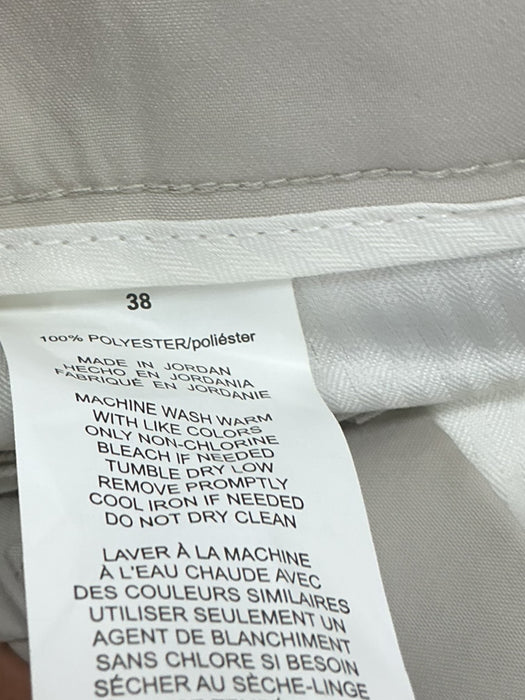 38
100% POLYESTER/poliéster
MADE IN JORDAN
HECHO EN JORDANIA
FABRIQUÉ EN JORDANIE
MACHINE WASH WARM
WITH LIKE COLORS
ONLY NON-CHLORINE
BLEACH IF NEEDED
TUMBLE DRY LOW
REMOVE PROMPTLY
COOL IRON IF NEEDED
DO NOT DRY CLEAN
LAVER À LA MACHINE
À L'EAU CHAUDE AVEC
DES COULEURS SIMILAIRES
UTILISER SEULEMENT UN
AGENT DE BLANCHIMENT
SANS CHLORE SI BESOIN
SÉCHER AU SÈCHE-LINGE